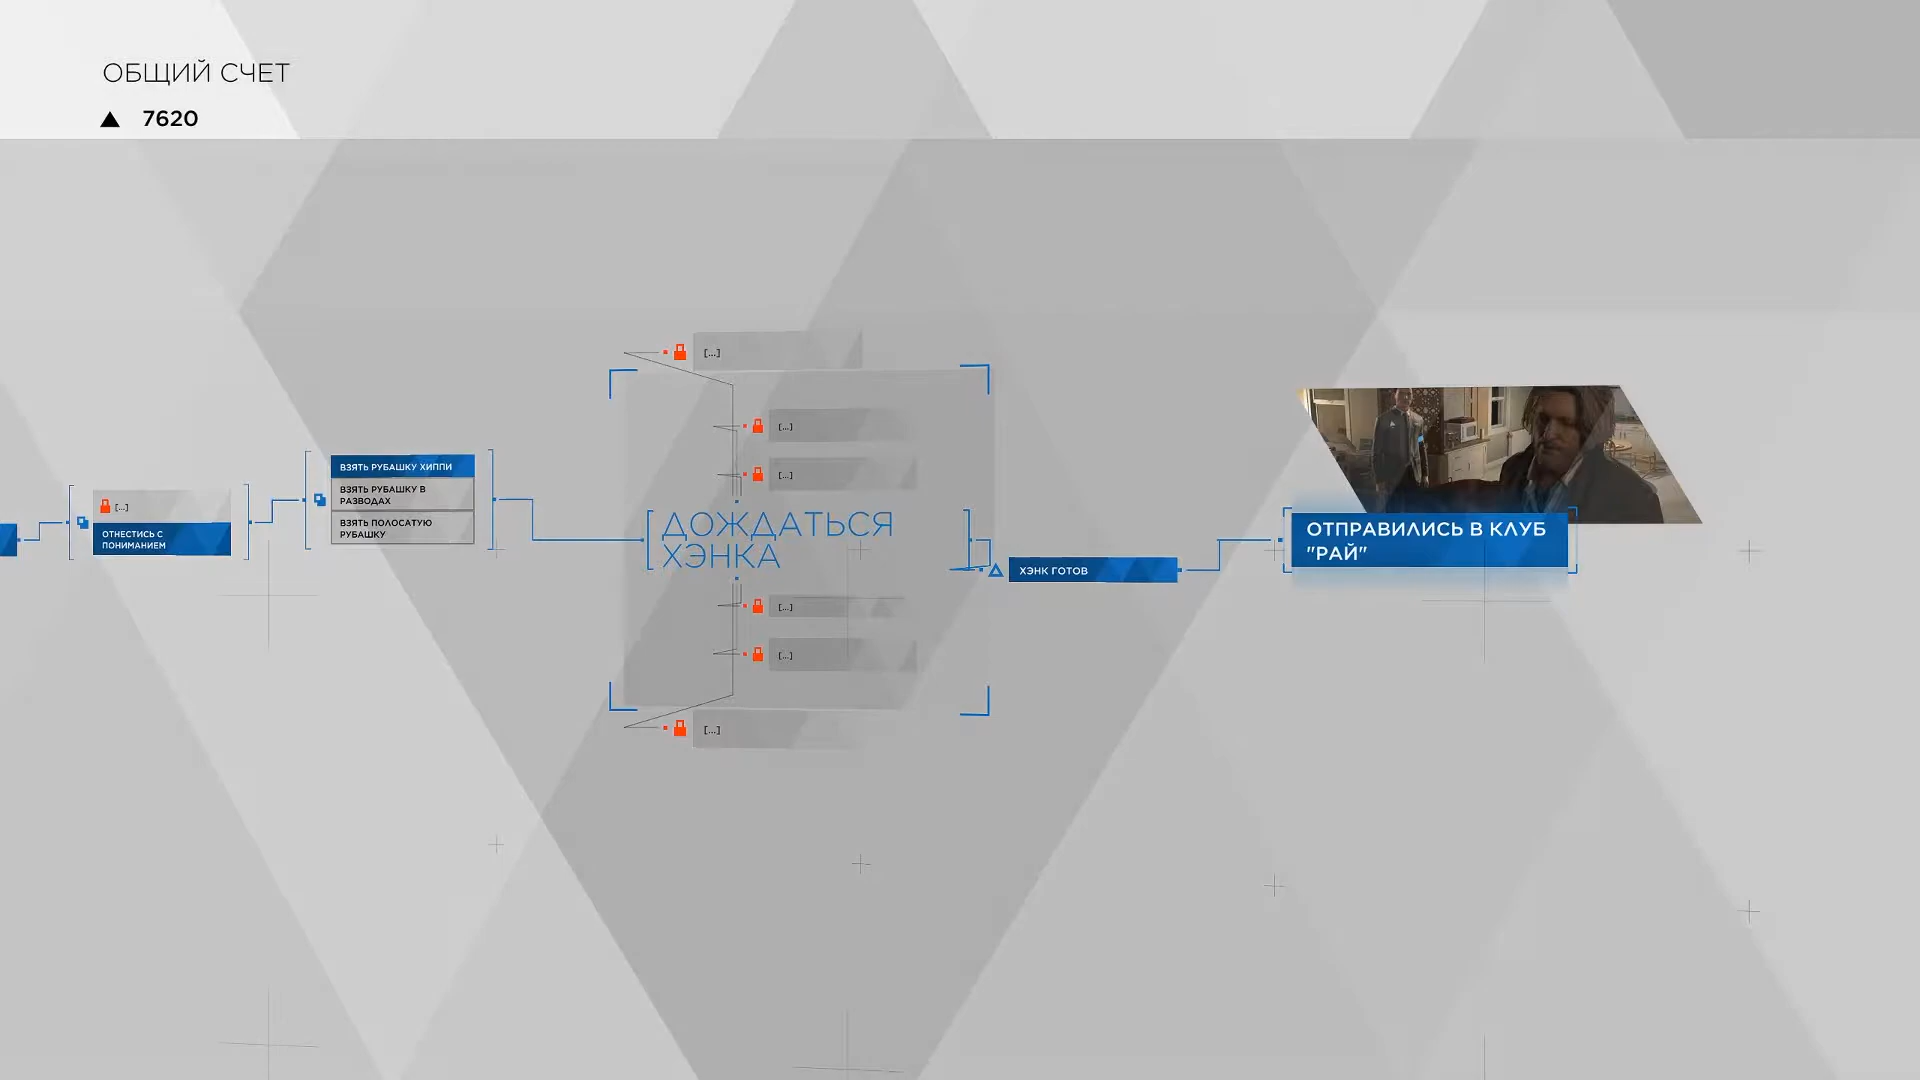 ОБЩИЙ СЧЕТ
7620
[...]
ОТНЕСТИСЬ С
ПОНИМАНИЕМ
ВЗЯТЬ РУБАШКУ ХИППИ
ВЗЯТЬ РУБАШКУ В
РАЗВОДАХ
ВЗЯТЬ ПОЛОСАТУЮ
РУБАШКУ
[...]
[...]
[...]
ДОЖДАТЬСЯ
ХЭНКА
[...]
[...]
[...]
ХЭНК ГОТОВ
ОТПРАВИЛИСЬ В КЛУБ
"РАЙ"